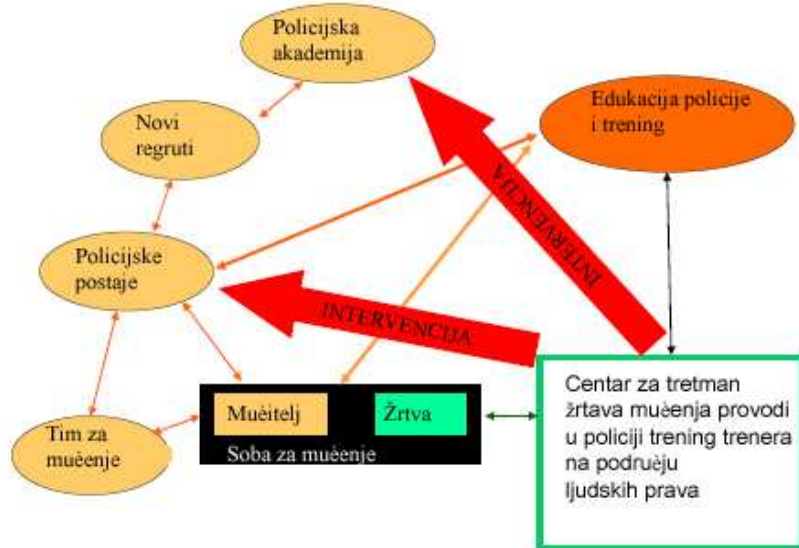 Policijska
akademija
Edukacija policije
i trening
Novi
regruti
INTERVENCIJA
Policijske
postaje
INTERVENCIJA
Muèitelj
Žrtva
Soba za muèenje
Tim za
muèenje
Centar za tretman
žrtava muèenja provodi
u policiji trening trenera
na podruèju
ljudskih prava